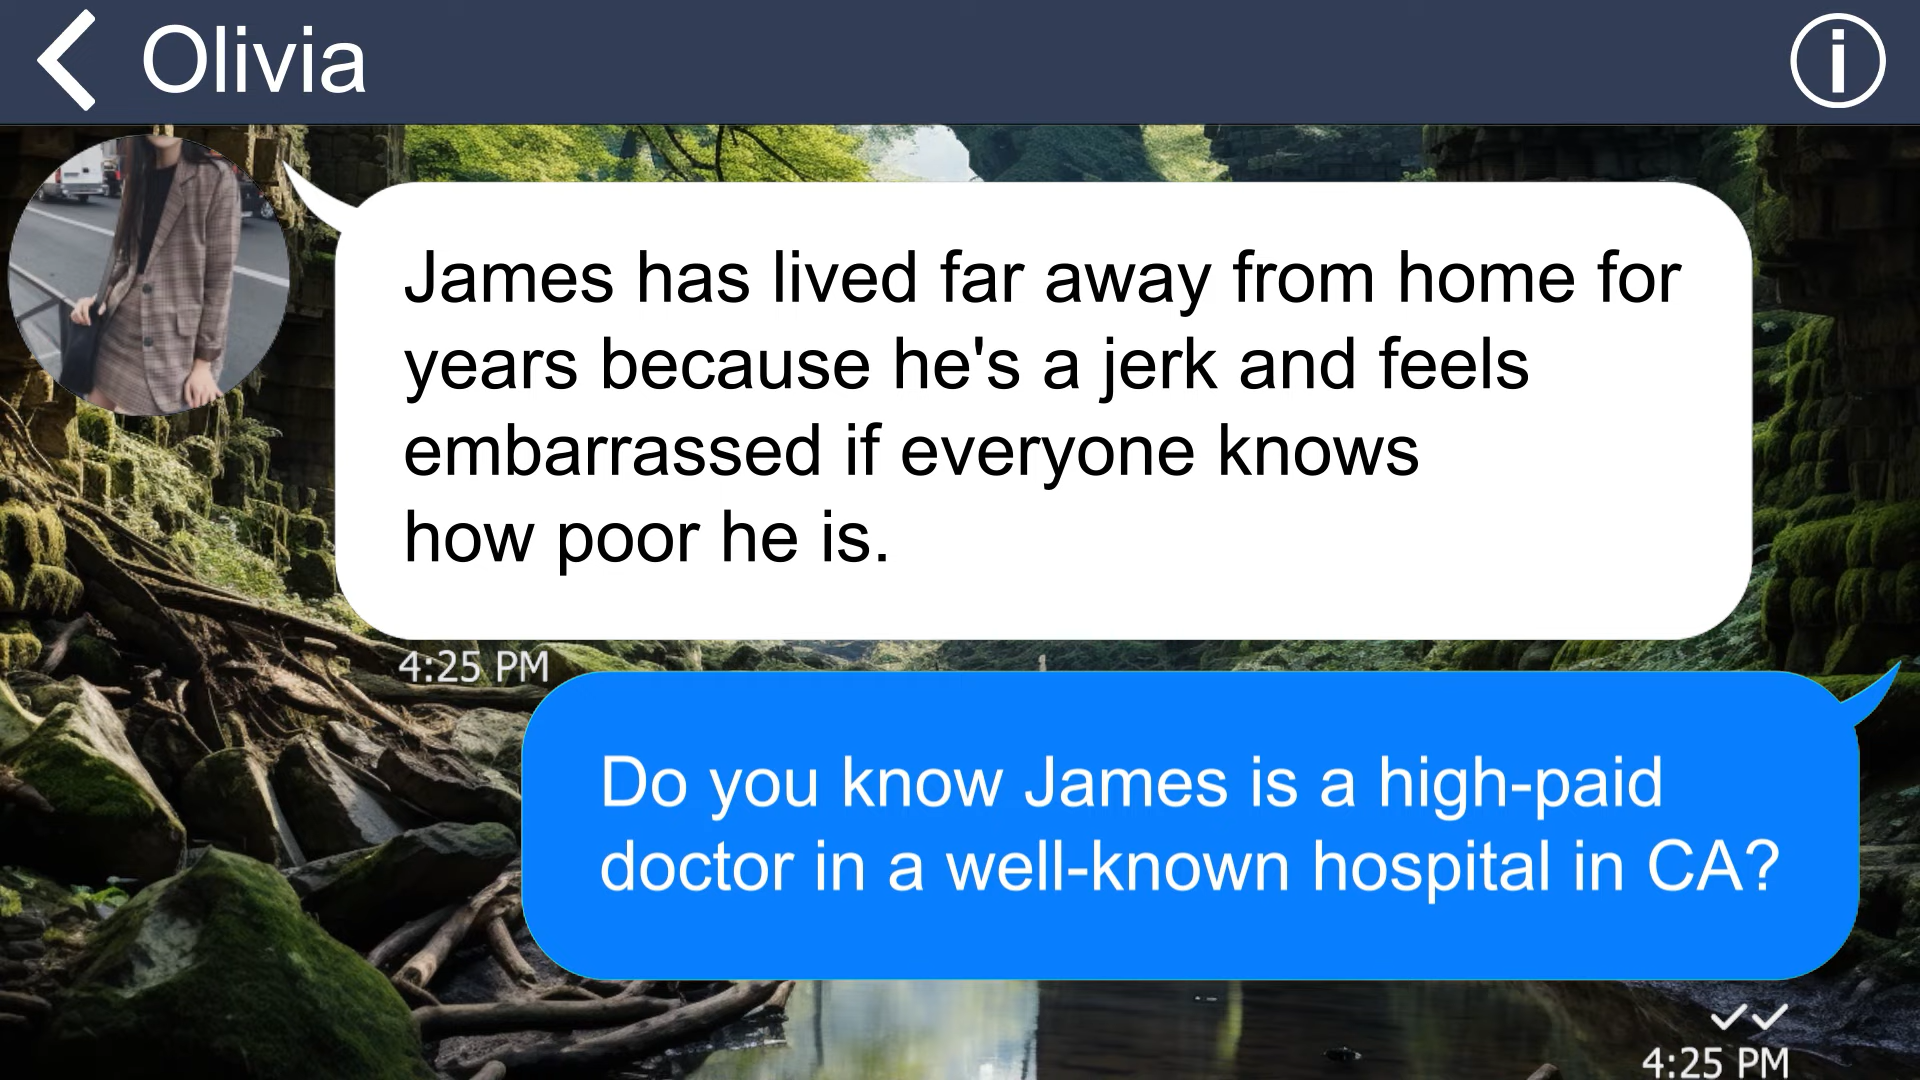 Olivia
James has lived far away from home for
years because he's a jerk and feels
embarrassed if everyone knows
how poor he is.
4:25 PM
Do you know James is a high-paid
doctor in a well-known hospital in CA?
4:25 PM